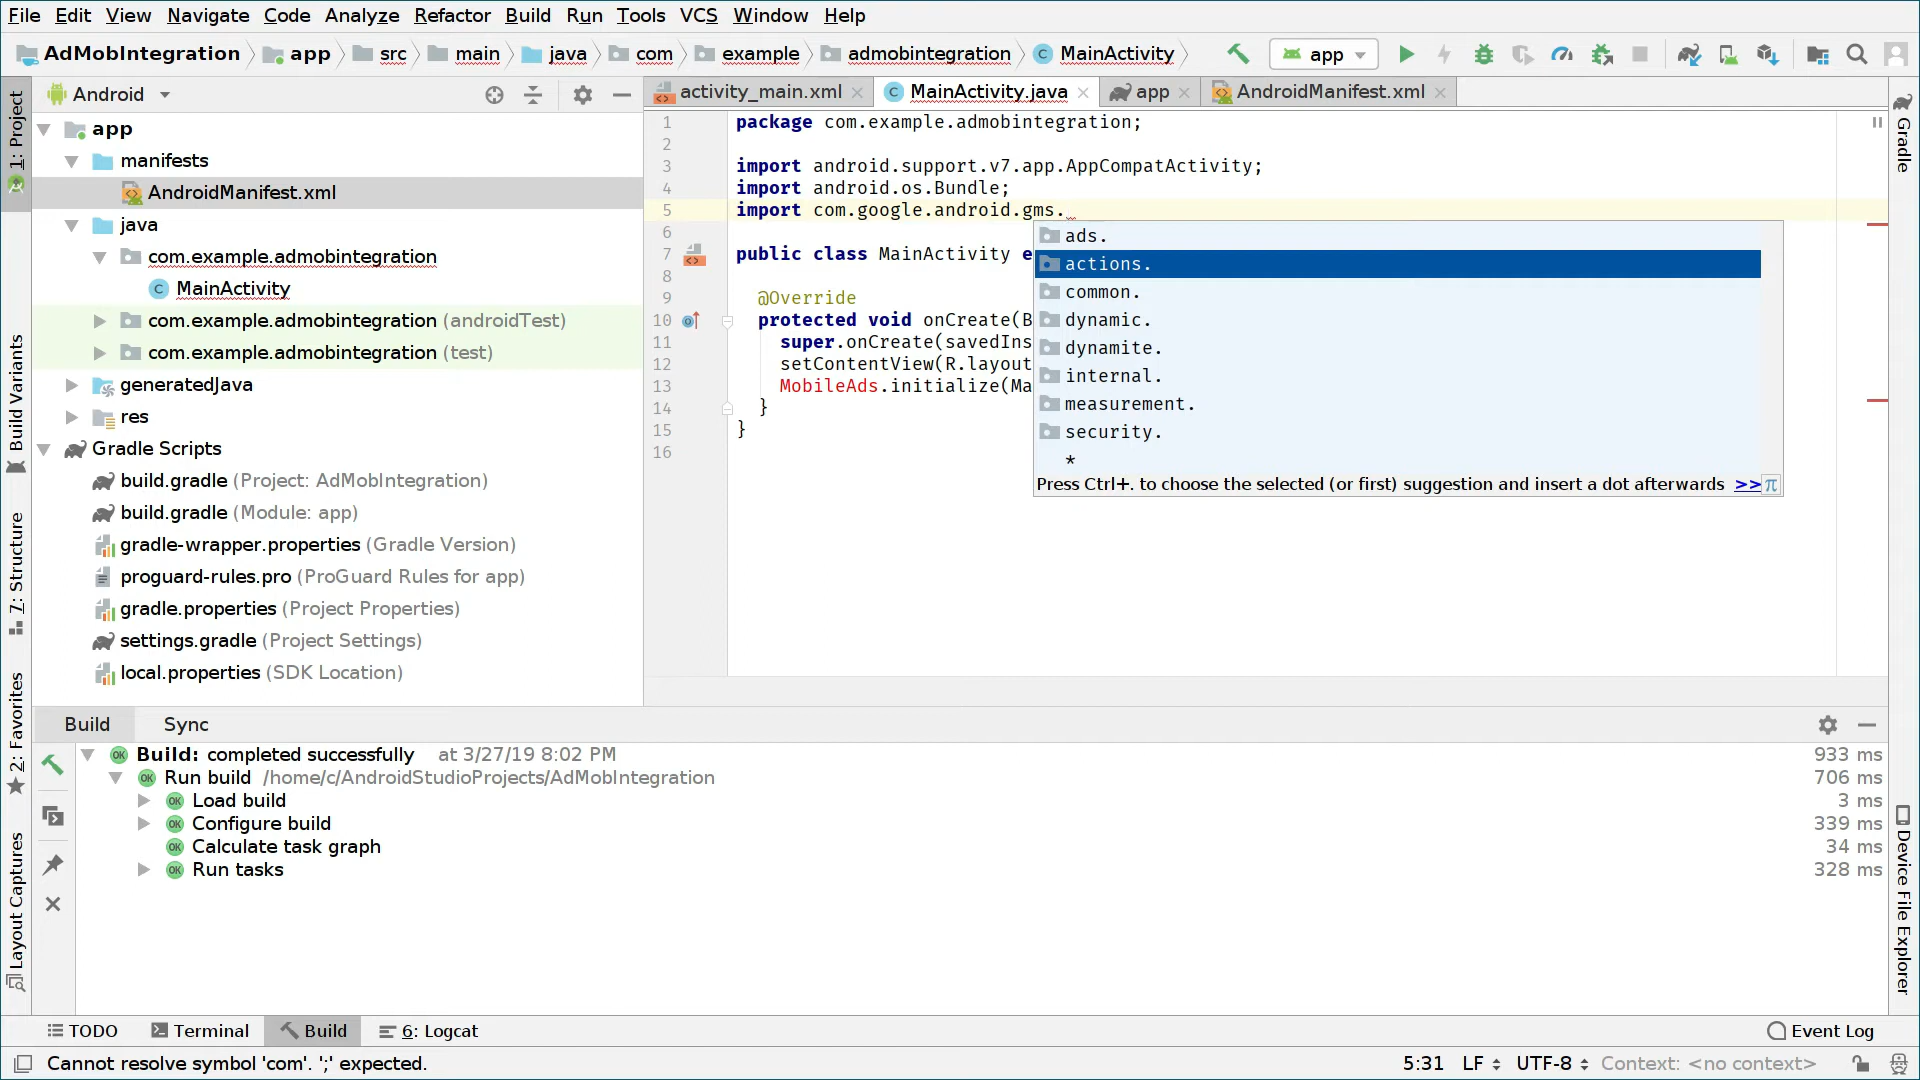 File Edit View Navigate Code Analyze Refactor Build Run Tools VCS Window Help
AdMobIntegration app src main java com example admobintegration MainActivity app
Android
activity_main.xml MainActivity.java app AndroidManifest.xml
1: Project
Build Variants
7: Structure
2: Favorites
Layout Captures
app
manifests
AndroidManifest.xml
java
com.example.admobintegration
MainActivity
com.example.admobintegration (androidTest)
com.example.admobintegration (test)
generatedJava
res
Gradle Scripts
build.gradle (Project: AdMobIntegration)
build.gradle (Module: app)
gradle-wrapper.properties (Gradle Version)
proguard-rules.pro (ProGuard Rules for app)
gradle.properties (Project Properties)
settings.gradle (Project Settings)
local.properties (SDK Location)
1 package com.example.admobintegration;
2
3 import android.support.v7.app.AppCompatActivity;
4 import android.os.Bundle;
5 import com.google.android.gms.
6
7 public class MainActivity e
8
9 @Override
10 protected void onCreate(B
11 super.onCreate(savedIns
12 setContentView(R.layout
13 MobileAds.initialize(Ma
14 }
15 }
16
ads.
actions.
common.
dynamic.
dynamite.
internal.
measurement.
security.
*
Press Ctrl+. to choose the selected (or first) suggestion and insert a dot afterwards >> π
Gradle
Device File Explorer
Build Sync
Build: completed successfully at 3/27/19 8:02 PM 933 ms
Run build /home/c/AndroidStudioProjects/AdMobIntegration 706 ms
Load build 3 ms
Configure build 339 ms
Calculate task graph 34 ms
Run tasks 328 ms
TODO Terminal Build 6: Logcat Event Log
Cannot resolve symbol 'com'. ';' expected. 5:31 LF UTF-8 Context: <no context>